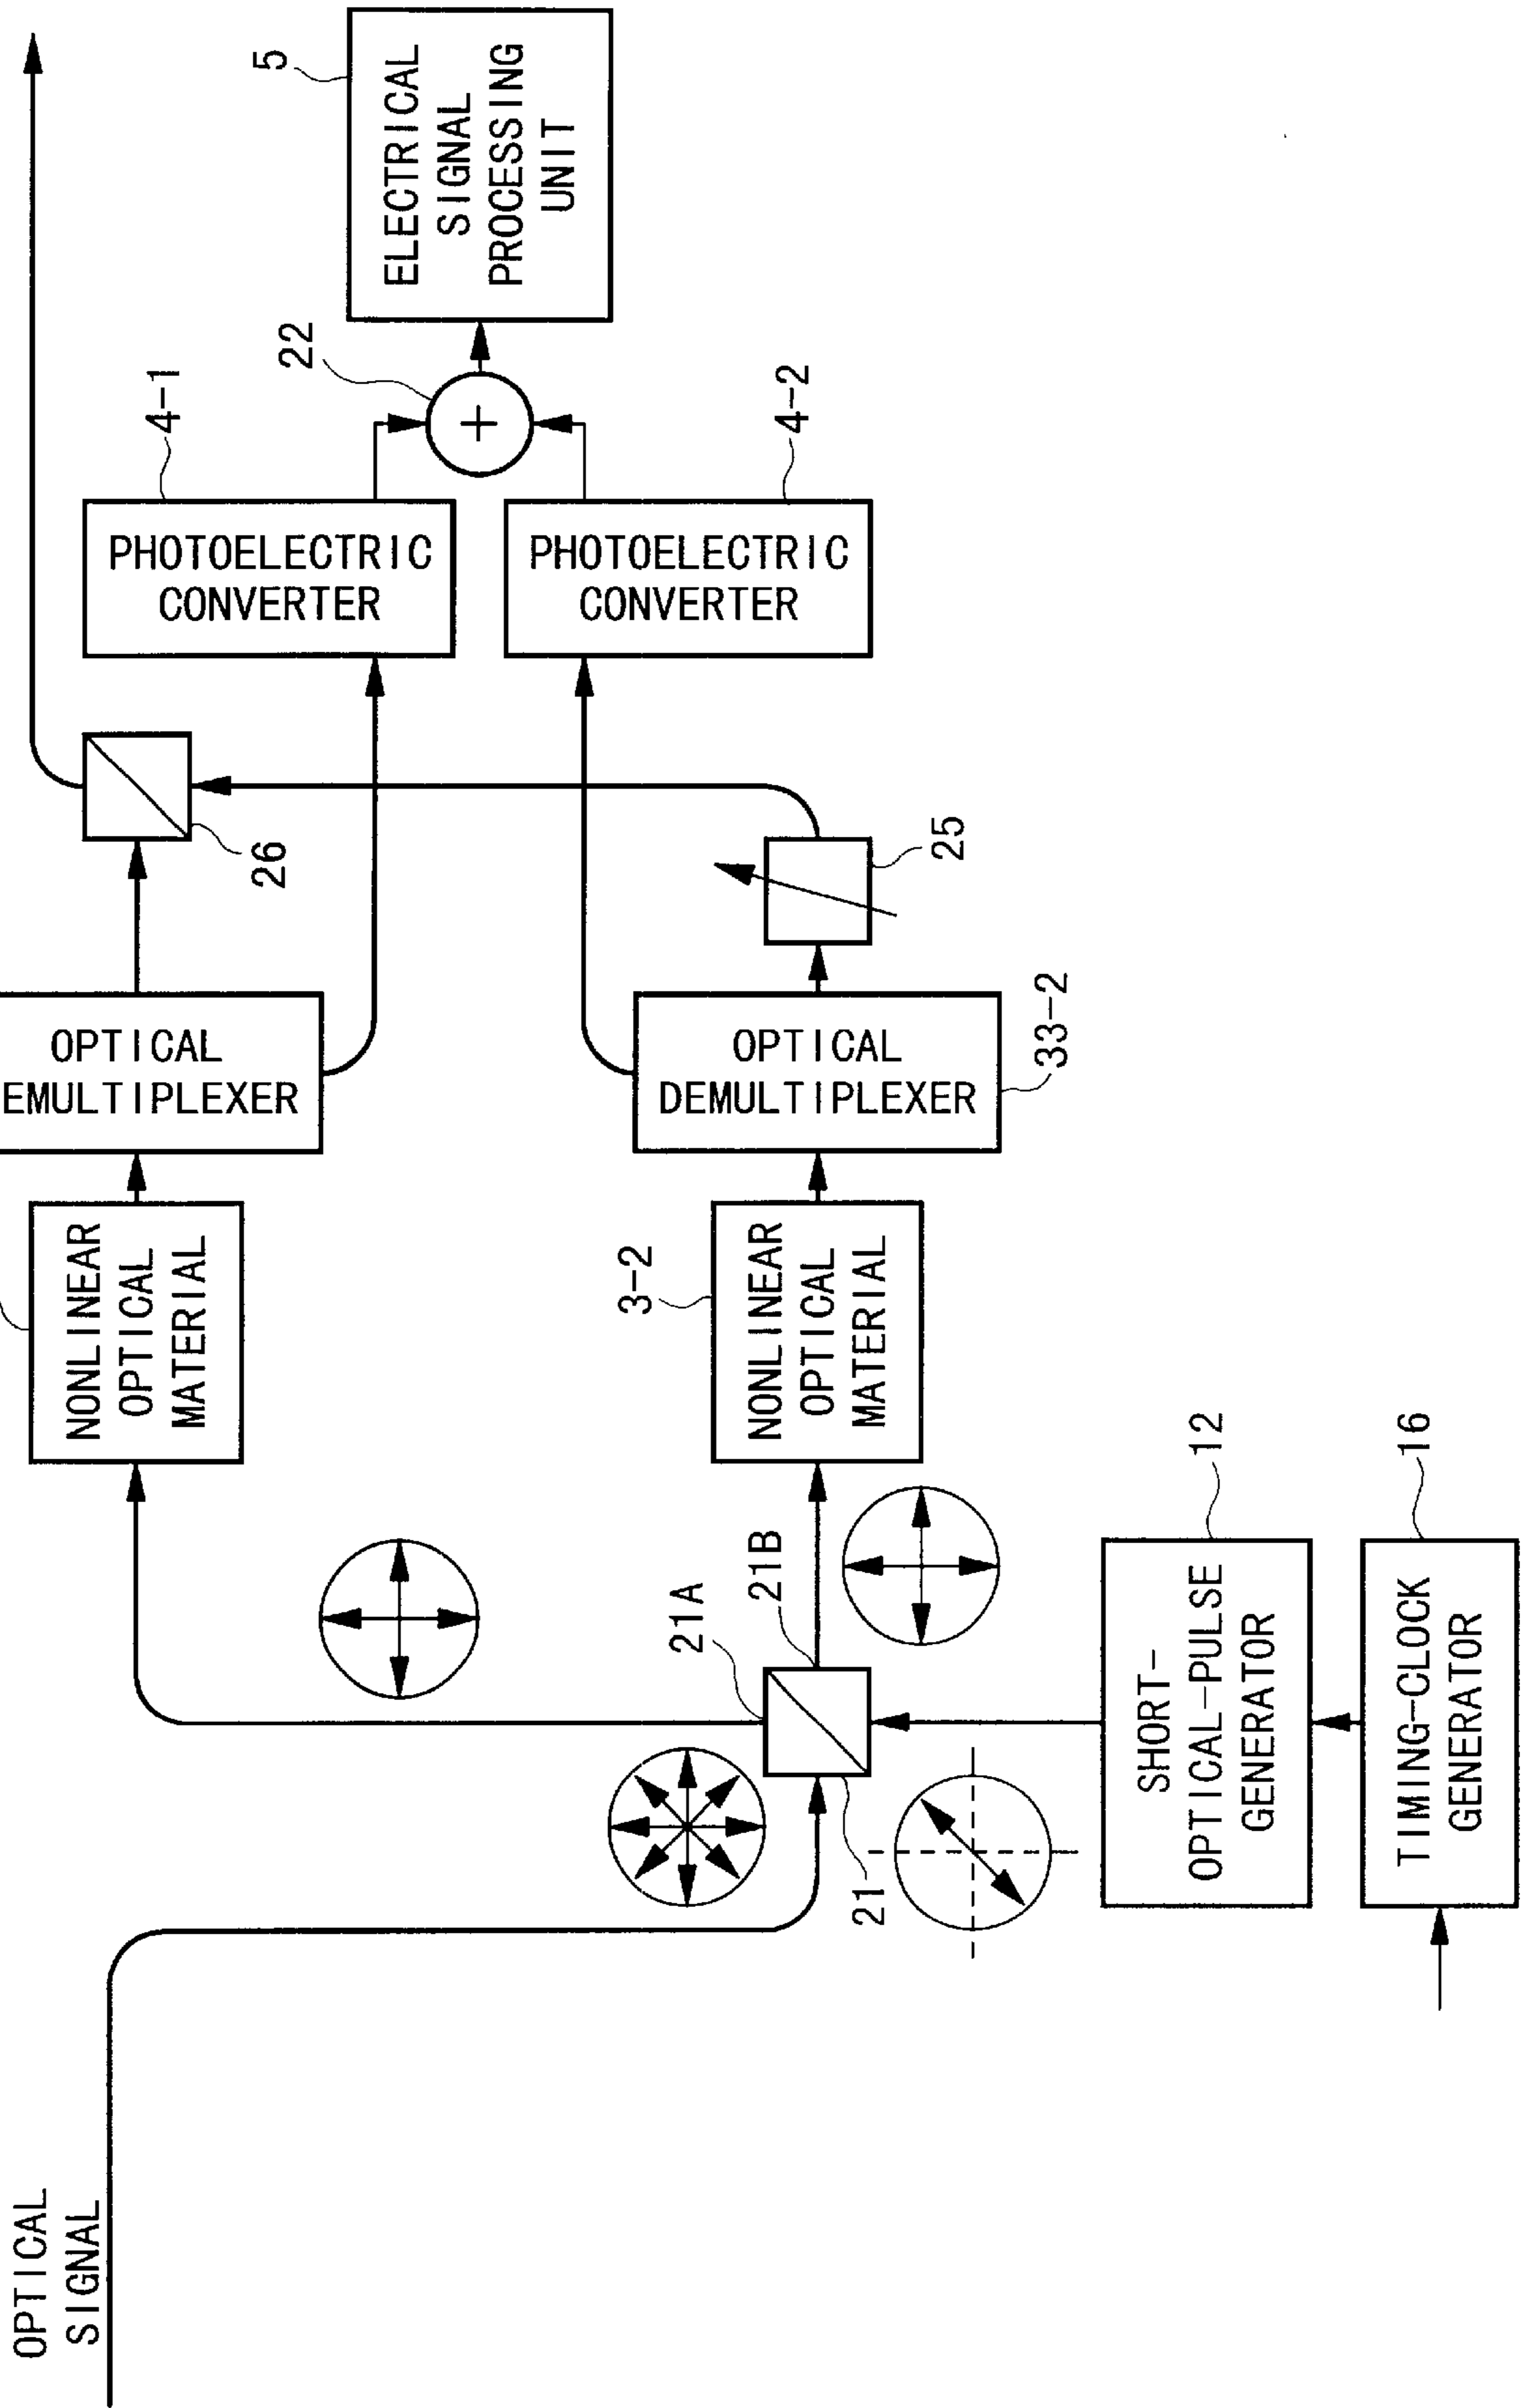 OPTICAL
SIGNAL
NONLINEAR
OPTICAL
MATERIAL
OPTICAL
EMULTIPLEXER
26
PHOTOELECTRIC
CONVERTER
4-1
22
+
5
ELECTRICAL
SIGNAL
PROCESSING
UNIT
PHOTOELECTRIC
CONVERTER
4-2
21A
21B
21
3-2
NONLINEAR
OPTICAL
MATERIAL
OPTICAL
DEMULTIPLEXER
33-2
25
SHORT-
OPTICAL-PULSE
GENERATOR
12
TIMING-CLOCK
GENERATOR
16